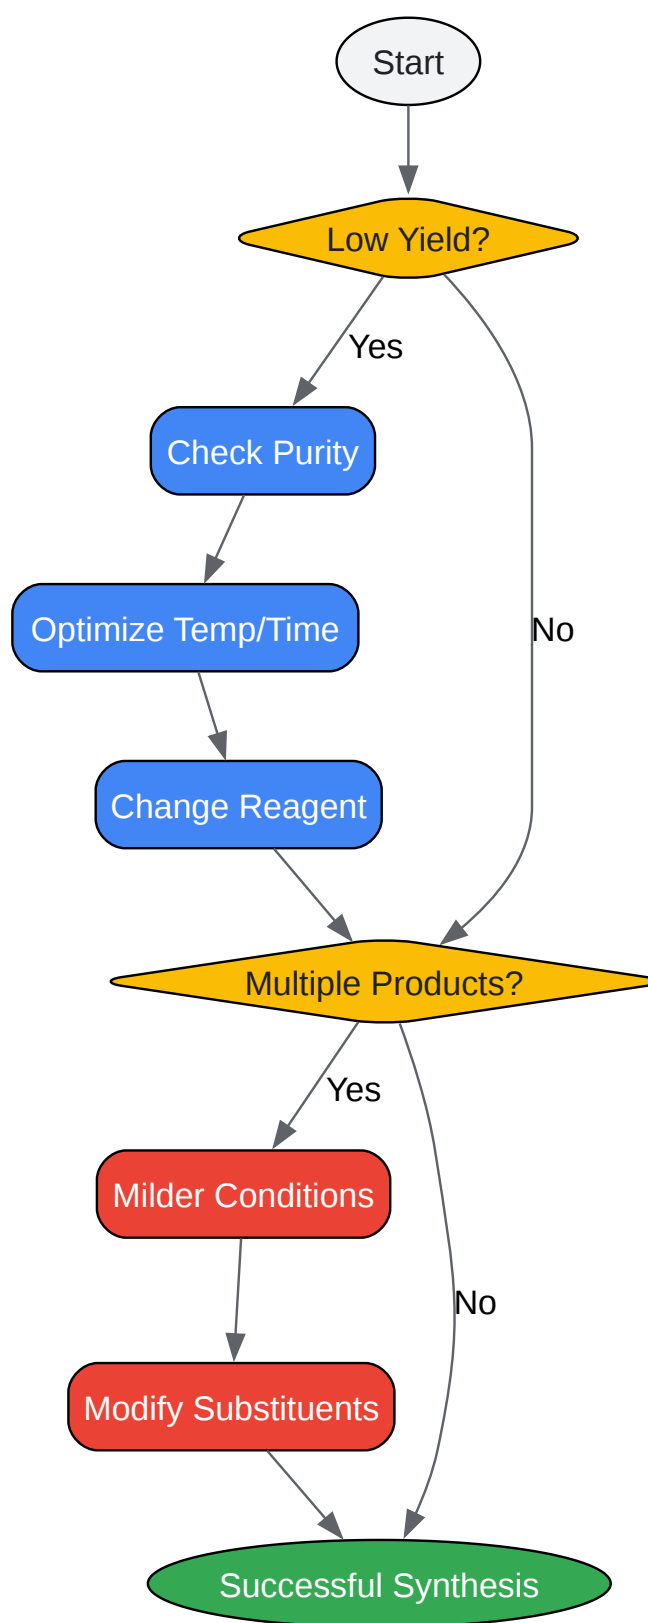 Start
Low Yield?
Yes
Check Purity
Optimize Temp/Time
No
Change Reagent
Multiple Products?
Yes
Milder Conditions
No
Modify Substituents
Successful Synthesis